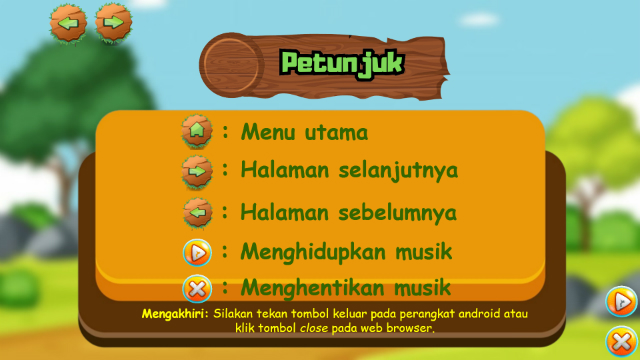 Petunjuk
: Menu utama
: Halaman selanjutnya
: Halaman sebelumnya
: Menghidupkan musik
: Menghentikan musik
Mengakhiri: Silakan tekan tombol keluar pada perangkat android atau
klik tombol close pada web browser.